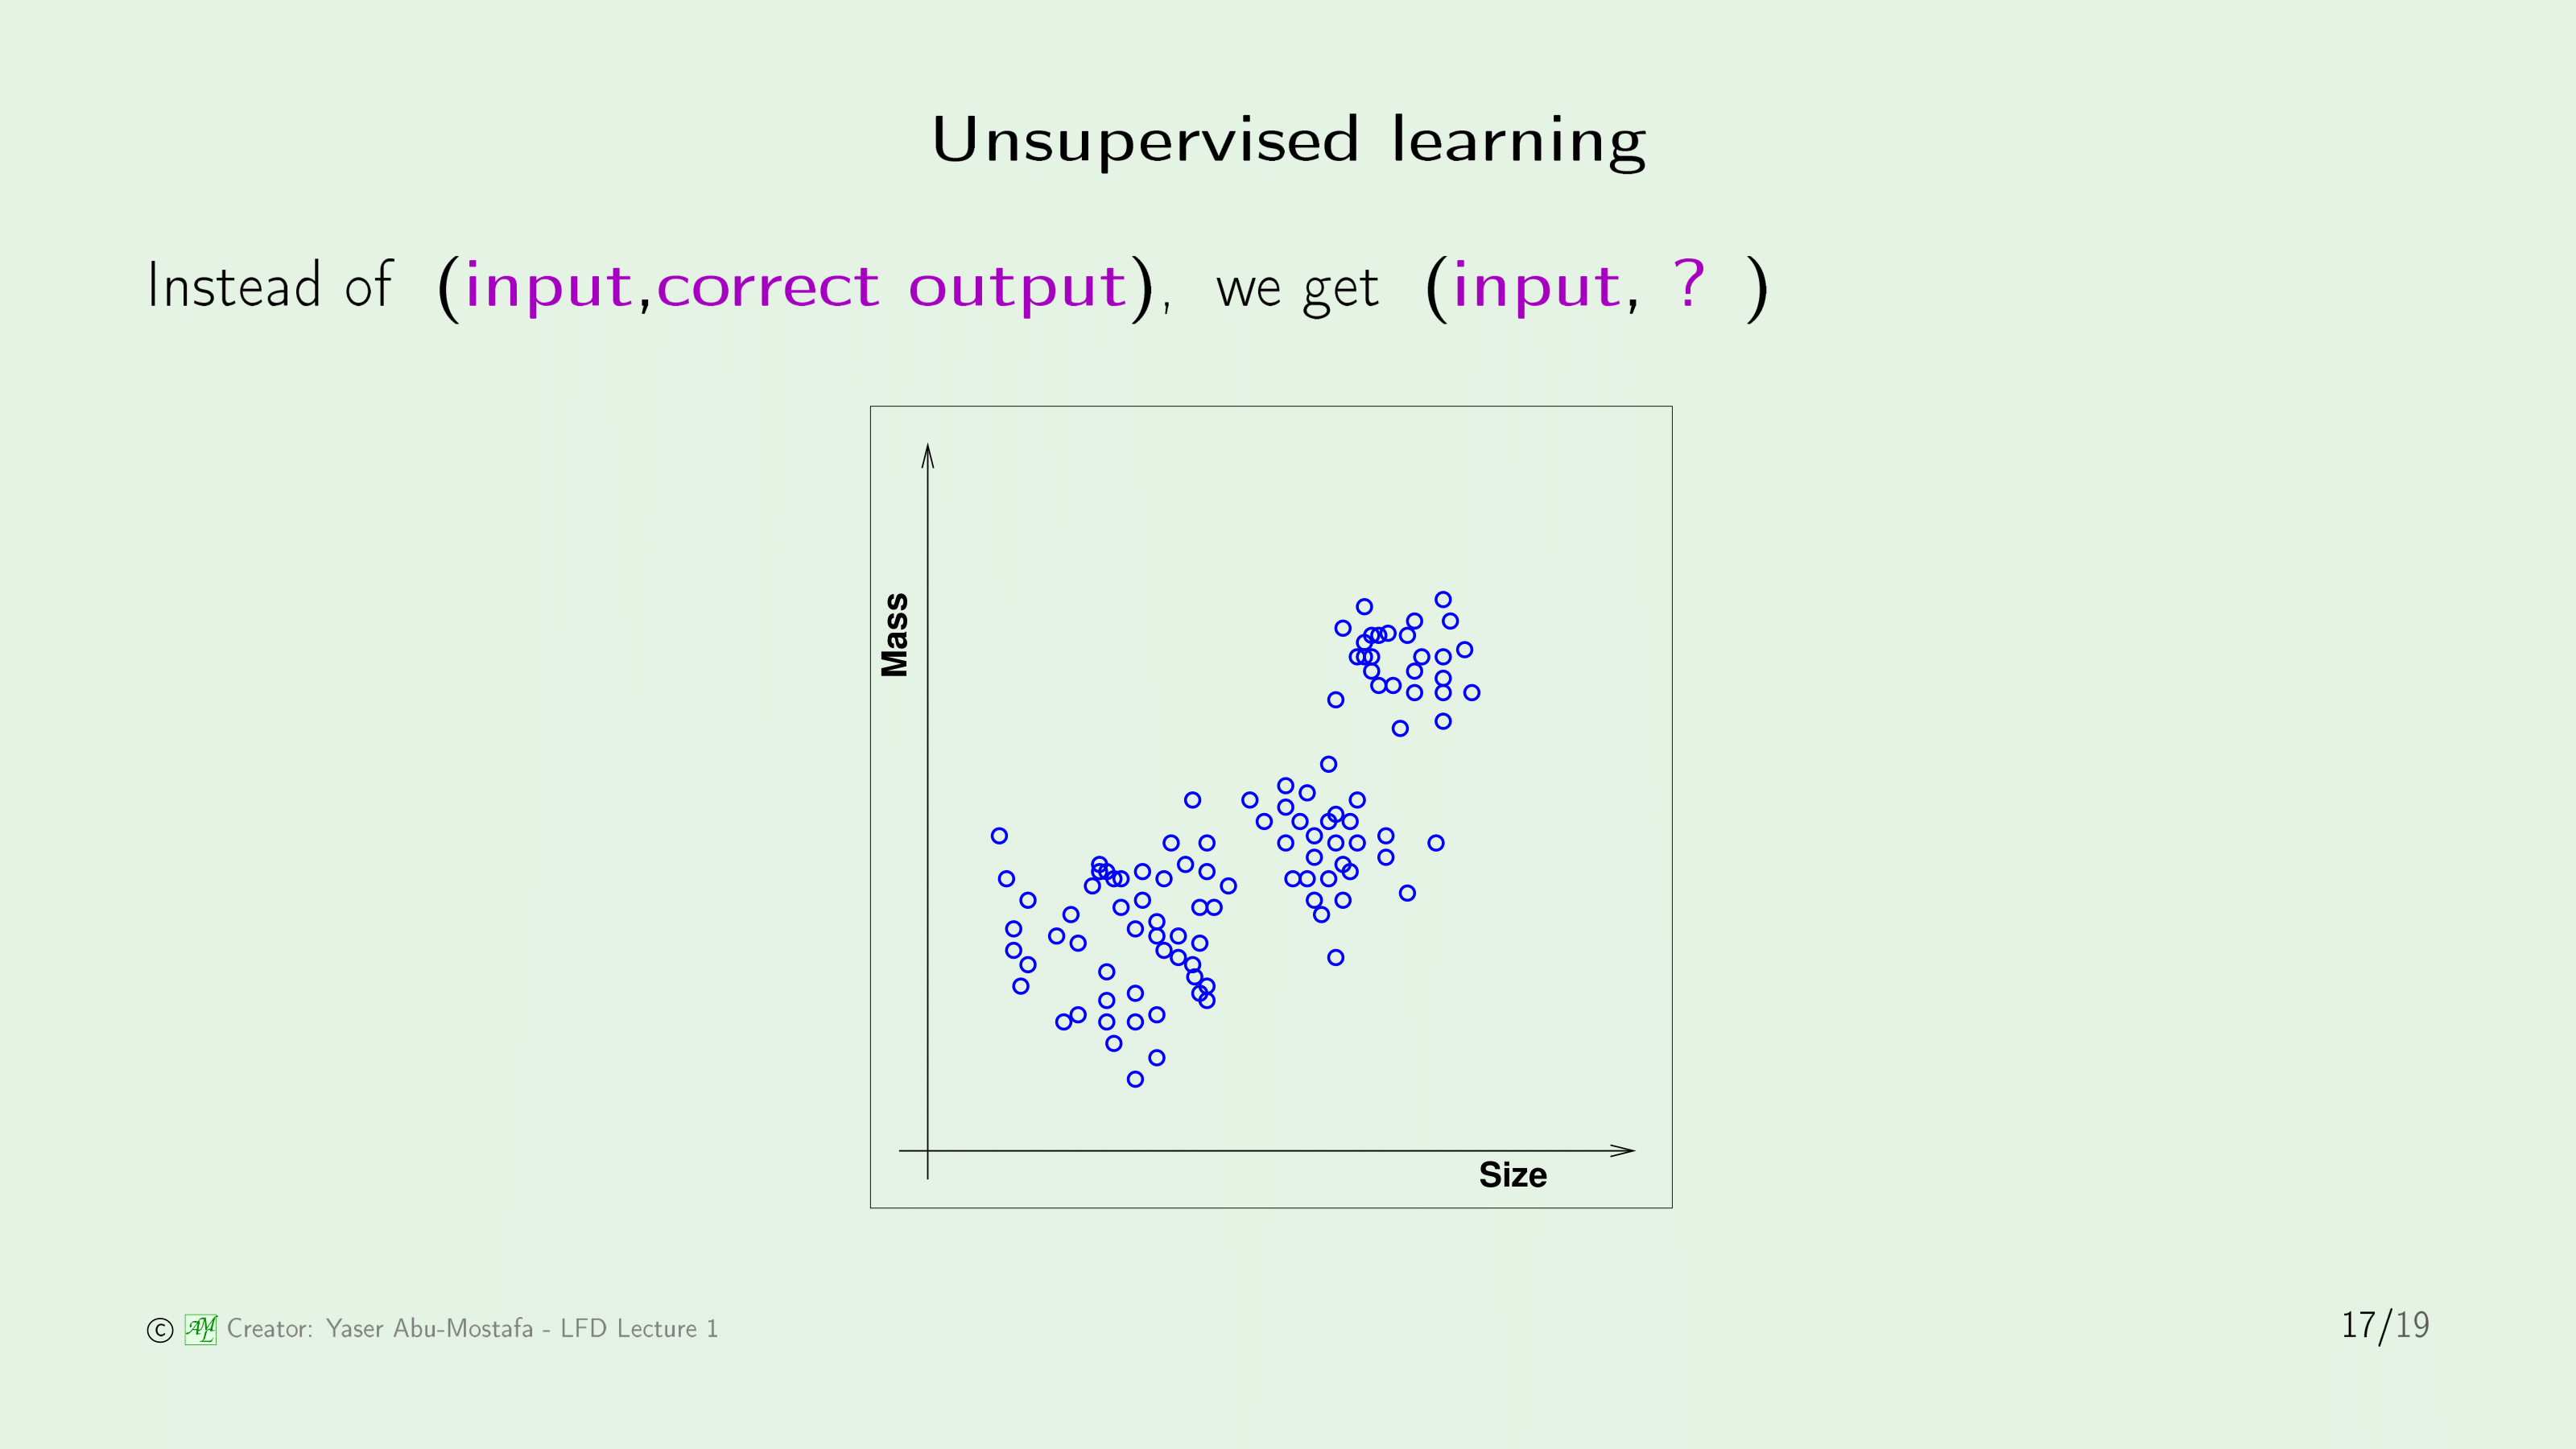 Unsupervised learning
Instead of (input,correct output), we get (input, ? )
Mass
Size
© AML Creator: Yaser Abu-Mostafa - LFD Lecture 1
17/19